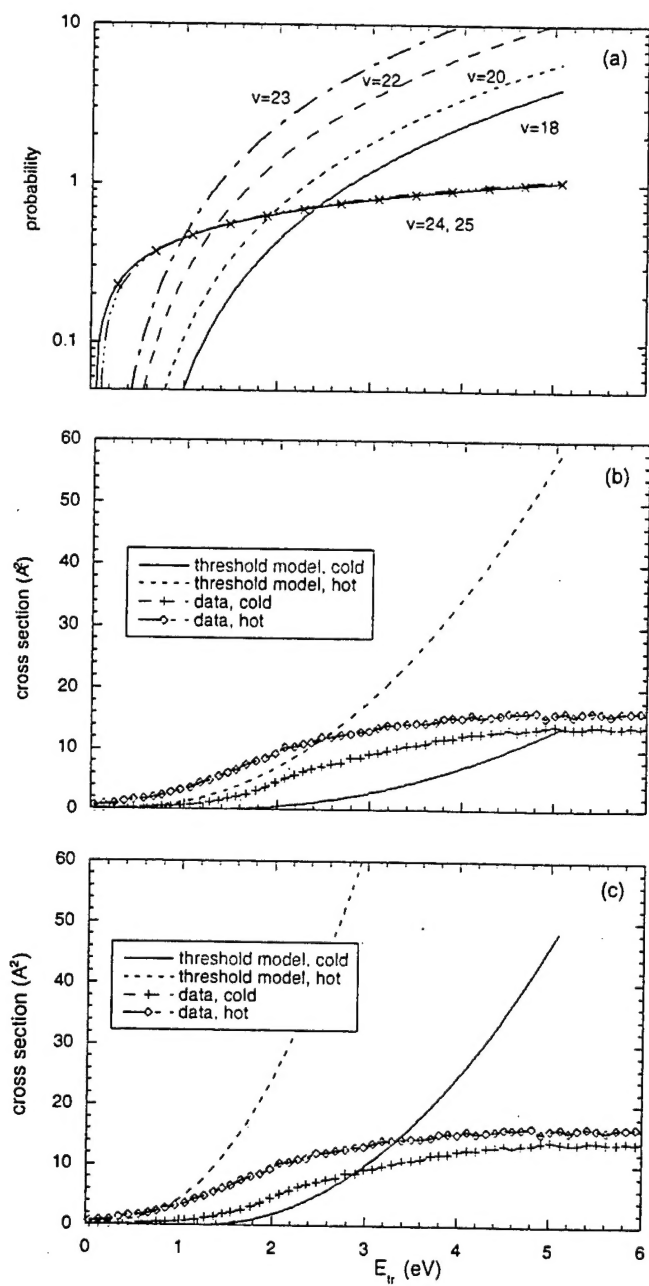 10
(a)
v=23
v=22
v=20
v=18
1
probability
v=24, 25
0.1
60
(b)
50
threshold model, cold
threshold model, hot
data, cold
data, hot
40
30
cross section (Å²)
20
10
0
60
(c)
50
threshold model, cold
threshold model, hot
data, cold
data, hot
40
30
cross section (Å²)
20
10
0
0 1 2 3 4 5 6
E_tr (eV)